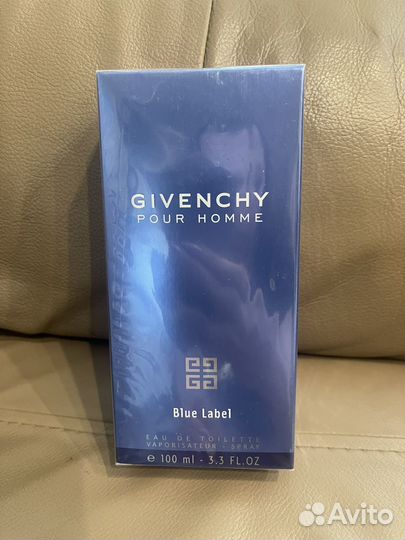 GIVENCHY
POUR HOMME
Blue Label
EAU DE TOILETTE
VAPORISATEUR - SPRAY
e 100 ml - 3.3 FL.OZ
Avito